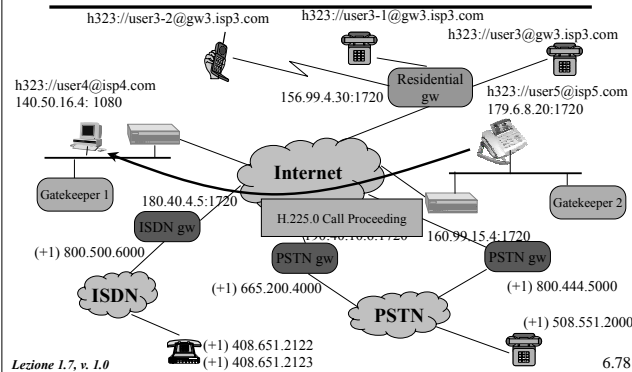 h323://user3-2@gw3.isp3.com
h323://user3-1@gw3.isp3.com
h323://user3@gw3.isp3.com
h323://user4@isp4.com
140.50.16.4: 1080
156.99.4.30:1720
Residential
gw
h323://user5@isp5.com
179.6.8.20:1720
Internet
Gatekeeper 1
180.40.4.5:1720
Gatekeeper 2
H.225.0 Call Proceeding
ISDN gw
160.99.15.4:1720
(+1) 800.500.6000
PSTN gw
PSTN gw
(+1) 665.200.4000
(+1) 800.444.5000
ISDN
PSTN
(+1) 508.551.2000
(+1) 408.651.2122
(+1) 408.651.2123
Lezione 1.7, v. 1.0
6.78